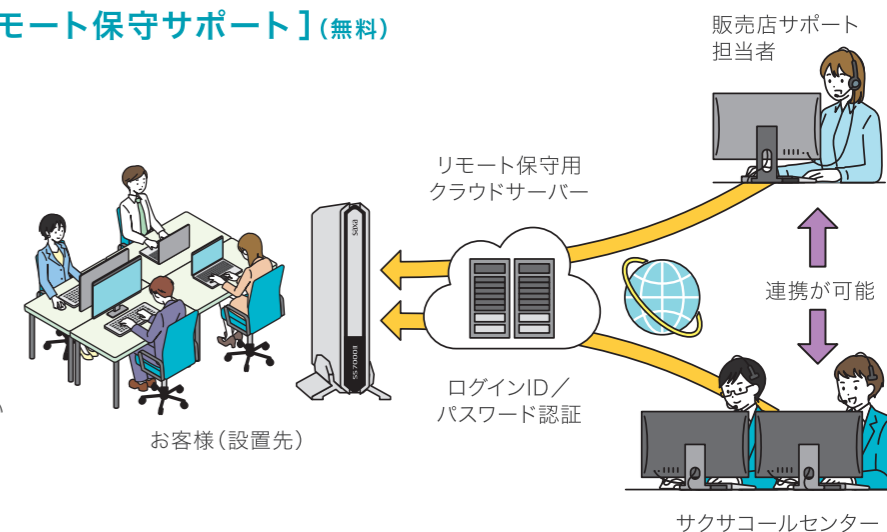 モート保守サポート］(無料)
販売店サポート
担当者
リモート保守用
クラウドサーバー
saxa
SS7000II
連携が可能
ログインID／
パスワード認証
お客様(設置先)
サクサコールセンター